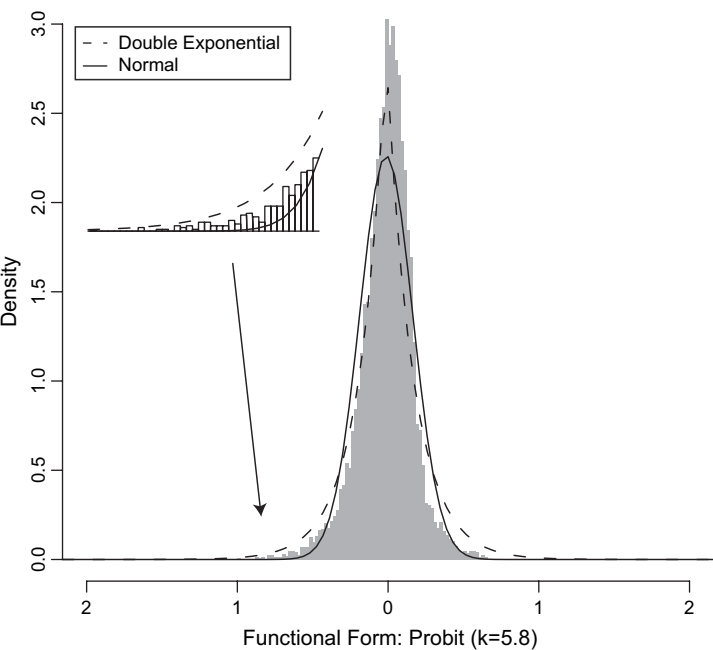 3.0
Double Exponential
Normal
2.5
2.0
1.5
1.0
0.5
0.0
Density
2 1 0 1 2
Functional Form: Probit (k=5.8)